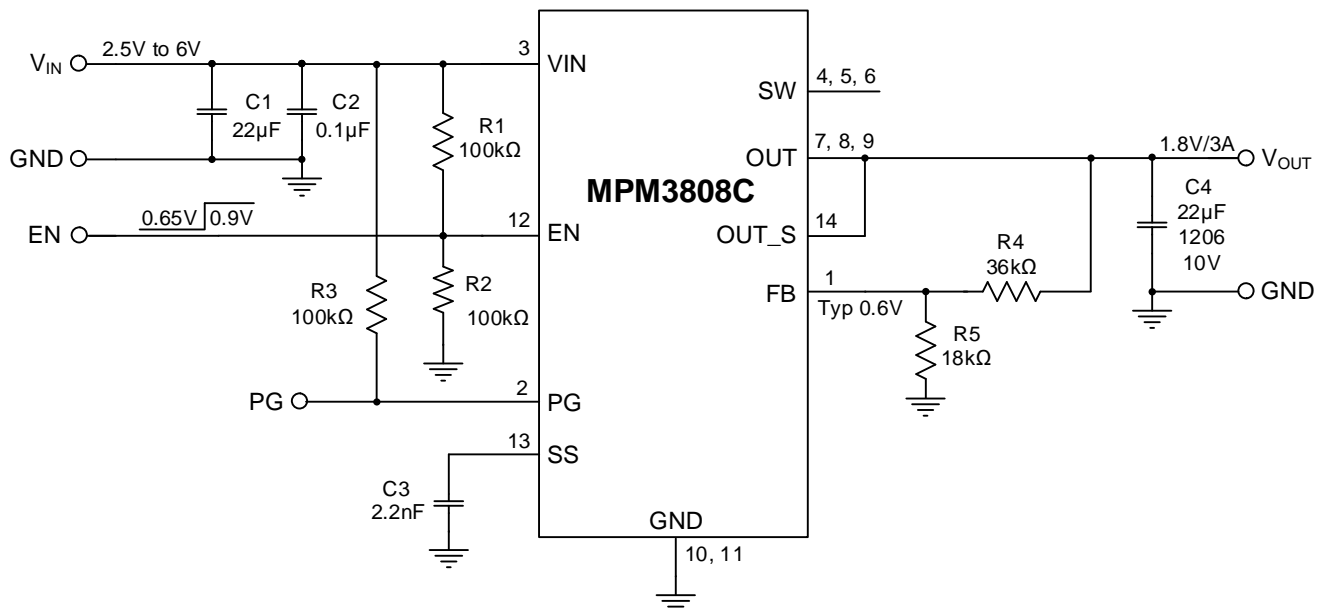 V_IN
2.5V to 6V
3
VIN
C1
22µF
C2
0.1µF
R1
100kΩ
GND
EN
0.65V
0.9V
12
EN
R3
100kΩ
R2
100kΩ
PG
2
PG
13
SS
C3
2.2nF
MPM3808C
GND
10, 11
SW
4, 5, 6
OUT
7, 8, 9
OUT_S
14
FB
1
Typ 0.6V
R4
36kΩ
R5
18kΩ
1.8V/3A
V_OUT
C4
22µF
1206
10V
GND